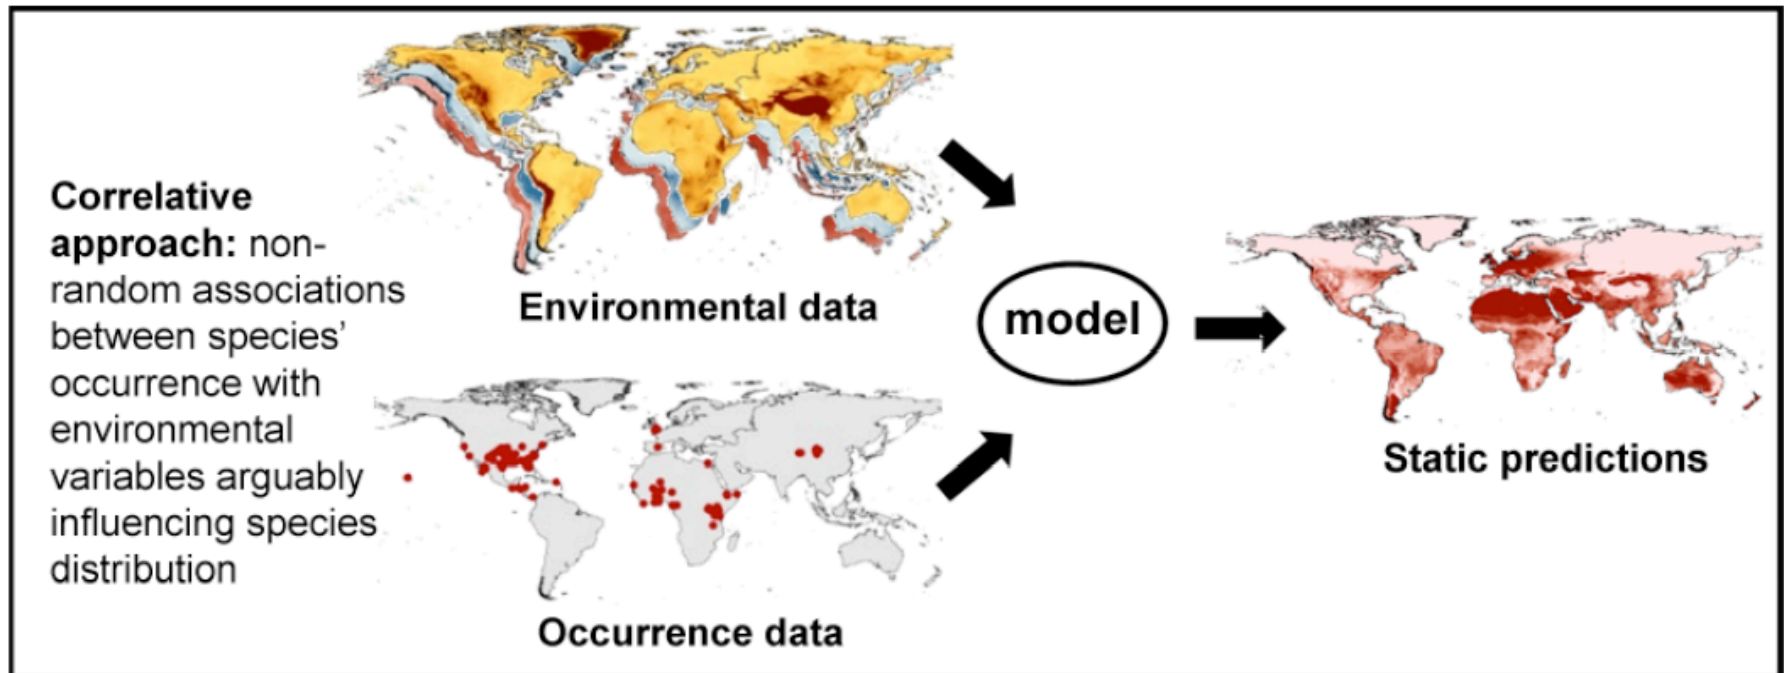 Correlative
approach: non-
random associations
between species’
occurrence with
environmental
variables arguably
influencing species
distribution
Environmental data
Occurrence data
model
Static predictions